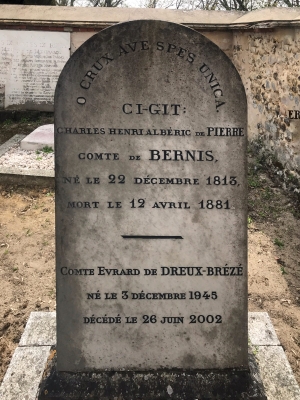 O CRUX AVE SPES UNICA
CI-GIT:
CHARLES HENRI ALBÉRIC DE PIERRE
COMTE DE BERNIS,
NÉ LE 22 DÉCEMBRE 1813,
MORT LE 12 AVRIL 1881
COMTE EVRARD DE DREUX-BRÉZÉ
NÉ LE 3 DÉCEMBRE 1945
DÉCÉDÉ LE 26 JUIN 2002